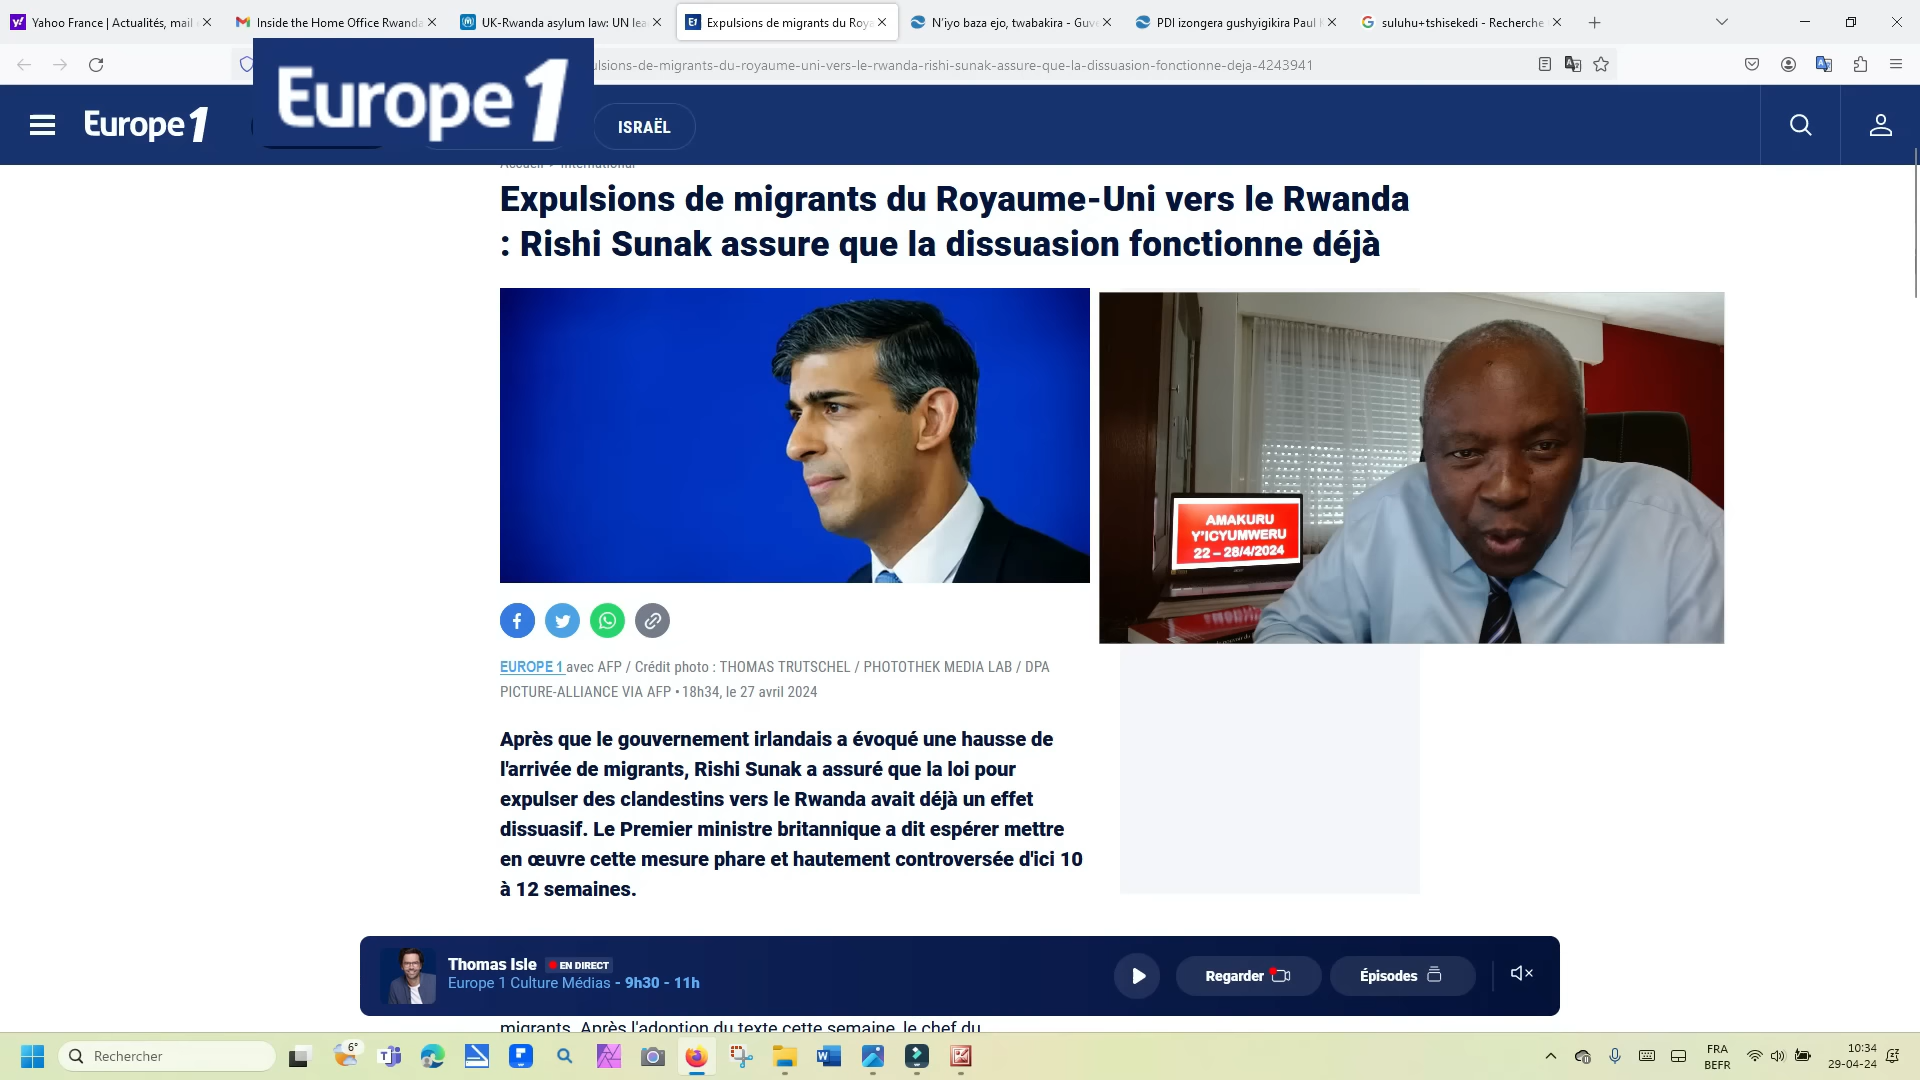 Yahoo France | Actualités, mail
Inside the Home Office Rwanda
UK-Rwanda asylum law: UN lea
Expulsions de migrants du Roya
N'iyo baza ejo, twabakira - Guve
PDI izongera gushyigikira Paul
suluhu+tshisekedi - Recherche
ulsions-de-migrants-du-royaume-uni-vers-le-rwanda-rishi-sunak-assure-que-la-dissuasion-fonctionne-deja-4243941
Europe 1
Europe 1
ISRAËL
Accueil > International
Expulsions de migrants du Royaume-Uni vers le Rwanda
: Rishi Sunak assure que la dissuasion fonctionne déjà
AMAKURU
Y'ICYUMWERU
22 – 28/4/2024
EUROPE 1 avec AFP / Crédit photo : THOMAS TRUTSCHEL / PHOTOTHEK MEDIA LAB / DPA
PICTURE-ALLIANCE VIA AFP • 18h34, le 27 avril 2024
Après que le gouvernement irlandais a évoqué une hausse de
l'arrivée de migrants, Rishi Sunak a assuré que la loi pour
expulser des clandestins vers le Rwanda avait déjà un effet
dissuasif. Le Premier ministre britannique a dit espérer mettre
en œuvre cette mesure phare et hautement controversée d'ici 10
à 12 semaines.
Thomas Isle EN DIRECT
Europe 1 Culture Médias - 9h30 - 11h
Regarder
Épisodes
migrants. Après l'adoption du texte cette semaine, le chef du
Rechercher
6°
FRA
BEFR
10:34
29-04-24